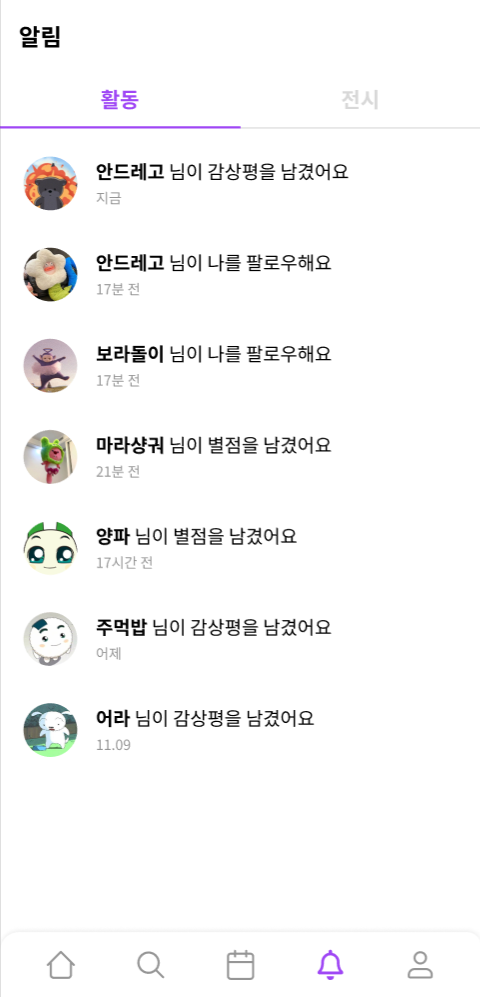 알림
활동
전시
안드레고 님이 감상평을 남겼어요
지금
안드레고 님이 나를 팔로우해요
17분 전
보라돌이 님이 나를 팔로우해요
17분 전
마라샹궈 님이 별점을 남겼어요
21분 전
양파 님이 별점을 남겼어요
17시간 전
주먹밥 님이 감상평을 남겼어요
어제
어라 님이 감상평을 남겼어요
11.09